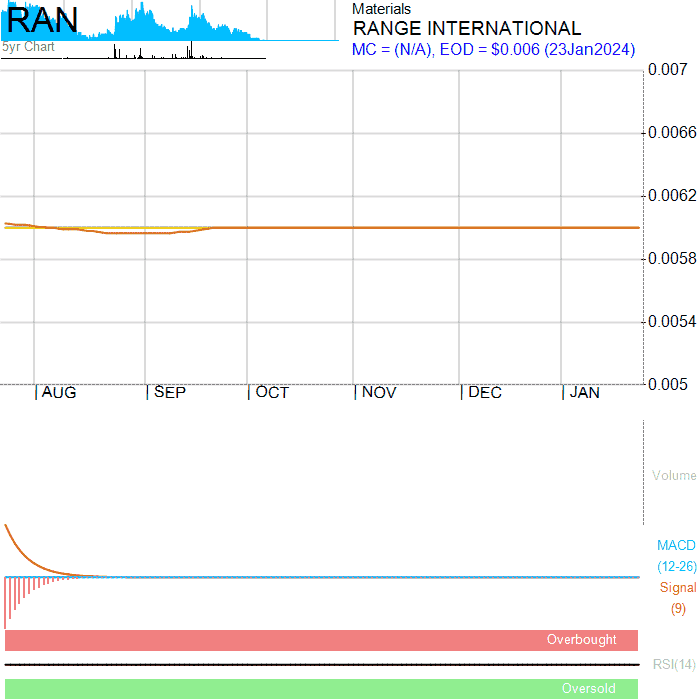 RAN
5yr Chart
Materials
RANGE INTERNATIONAL
MC = (N/A), EOD = $0.006 (23Jan2024)
0.007
0.0066
0.0062
0.0058
0.0054
0.005
AUG SEP OCT NOV DEC JAN
Volume
MACD
(12-26)
Signal
(9)
Overbought
RSI(14)
Oversold